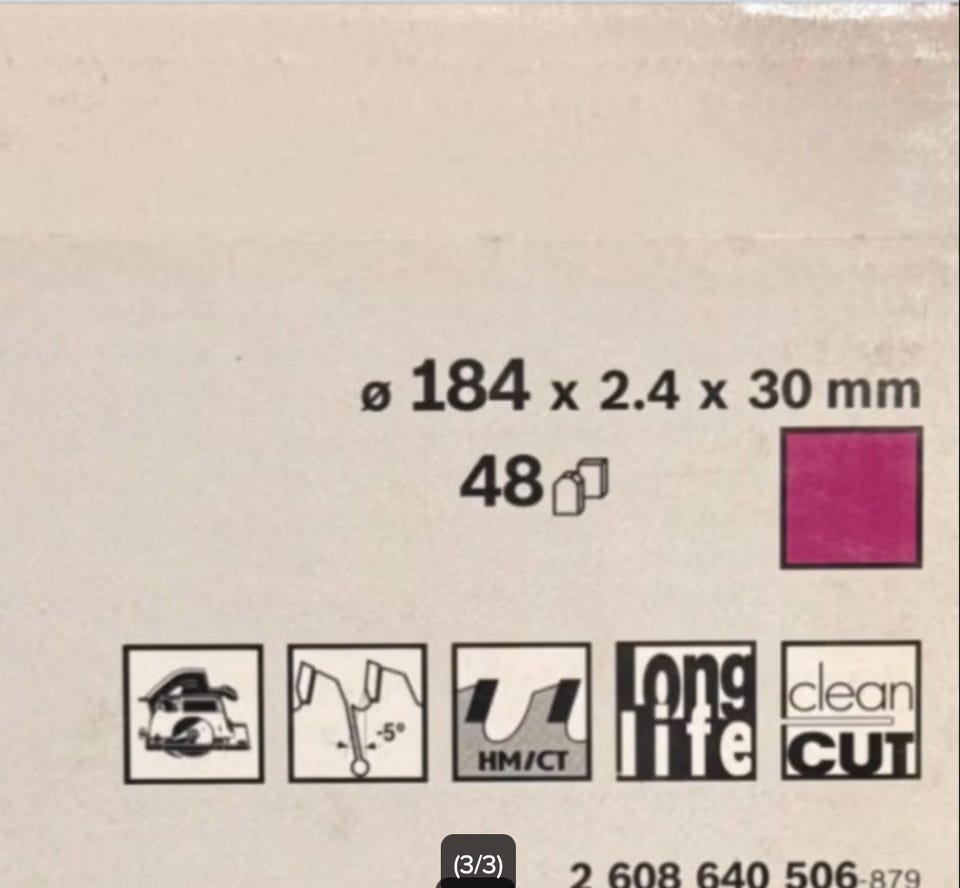 ø 184 x 2.4 x 30 mm
48
-5°
HM/CT
long
life
clean
CUT
2 608 640 506-879
(3/3)